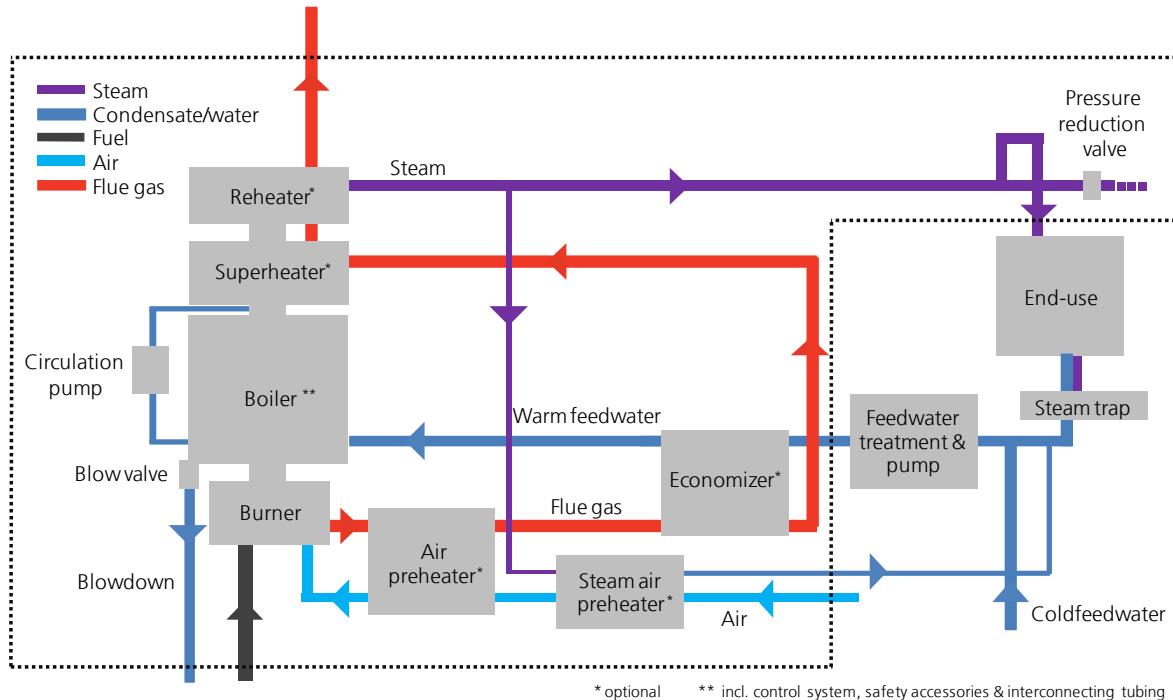 Steam
Condensate/water
Fuel
Air
Flue gas
Pressure
reduction
valve
Steam
Reheater*
Superheater*
End-use
Circulation
pump
Boiler **
Steam trap
Warm feedwater
Feedwater
treatment &
pump
Blow valve
Economizer*
Burner
Flue gas
Air
preheater*
Blowdown
Steam air
preheater*
Air
Coldfeedwater
* optional ** incl. control system, safety accessories & interconnecting tubing